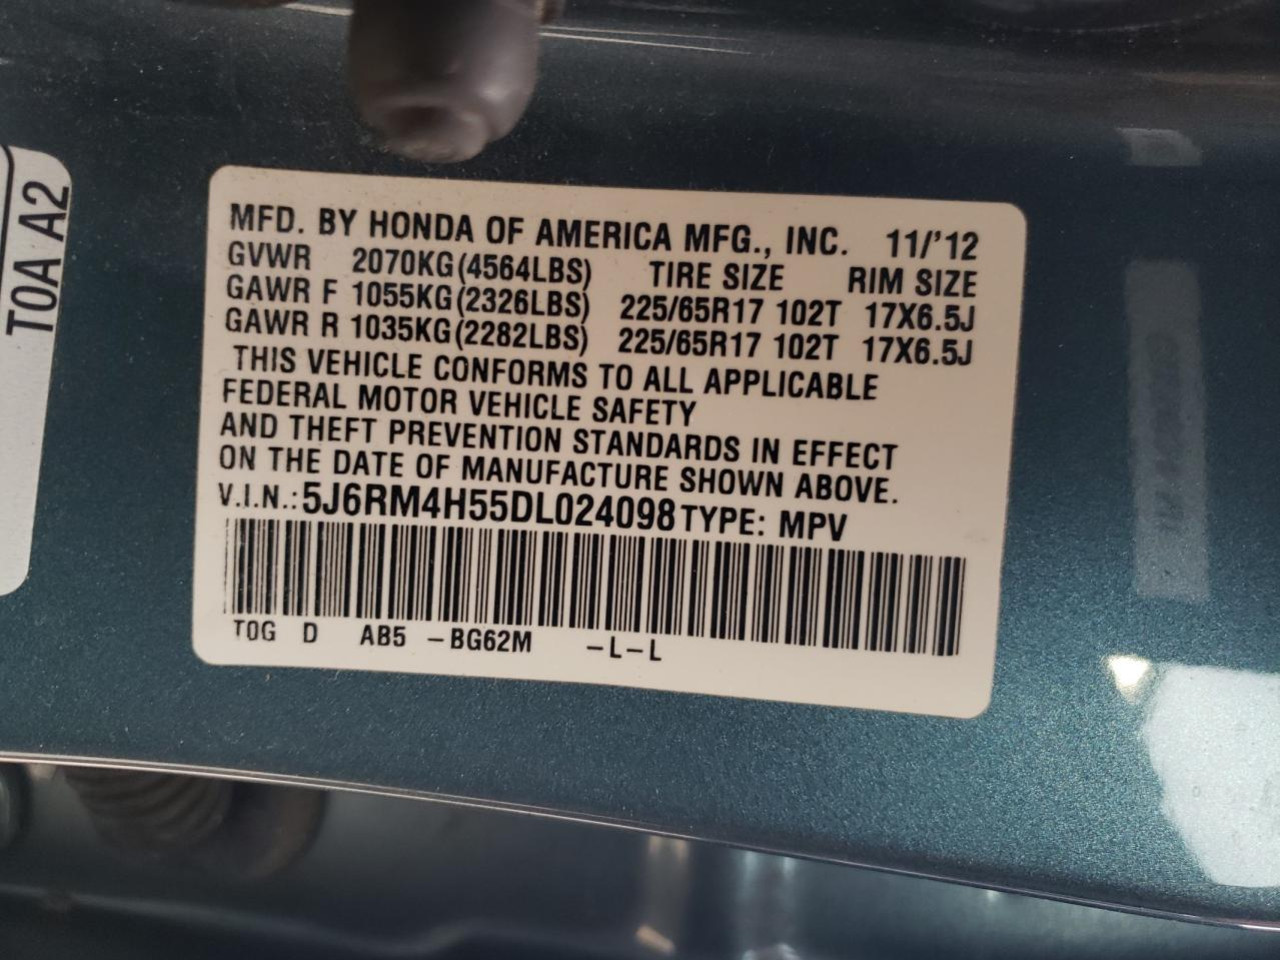 T0A A2
MFD. BY HONDA OF AMERICA MFG., INC. 11/'12
GVWR 2070KG(4564LBS) TIRE SIZE RIM SIZE
GAWR F 1055KG(2326LBS) 225/65R17 102T 17X6.5J
GAWR R 1035KG(2282LBS) 225/65R17 102T 17X6.5J
THIS VEHICLE CONFORMS TO ALL APPLICABLE
FEDERAL MOTOR VEHICLE SAFETY
AND THEFT PREVENTION STANDARDS IN EFFECT
ON THE DATE OF MANUFACTURE SHOWN ABOVE.
V.I.N.: 5J6RM4H55DL024098 TYPE: MPV
T0G D AB5 -BG62M -L-L